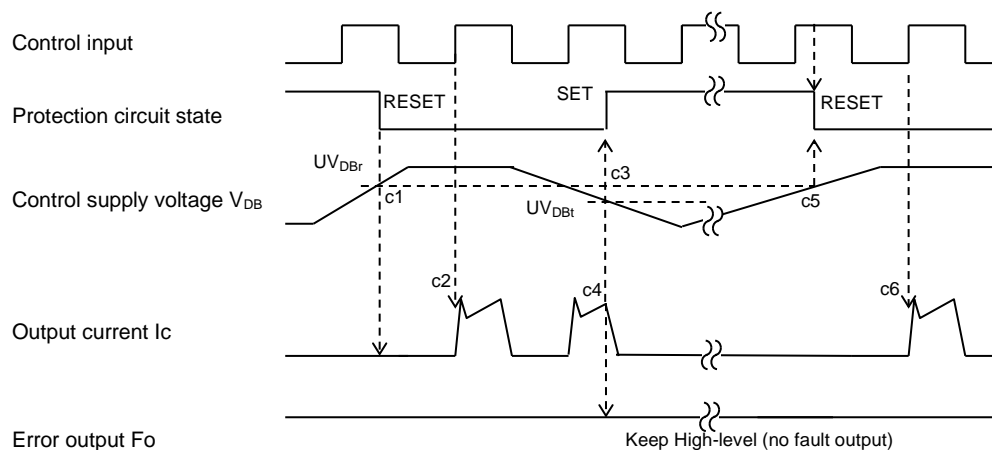 Control input
RESET
SET
RESET
Protection circuit state
UVDBr
c1
c3
c5
Control supply voltage VDB
UVDBt
c2
c4
c6
Output current Ic
Error output Fo
Keep High-level (no fault output)